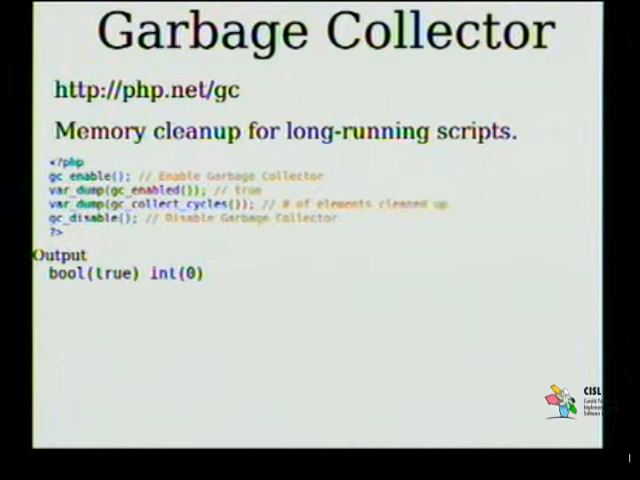 Garbage Collector
http://php.net/gc
Memory cleanup for long-running scripts.
<?php
gc_enable(); // Enable Garbage Collector
var_dump(gc_enabled()); // true
var_dump(gc_collect_cycles()); // # of elements cleaned up
gc_disable(); // Disable Garbage Collector
?>
Output
bool(true) int(0)
CISL